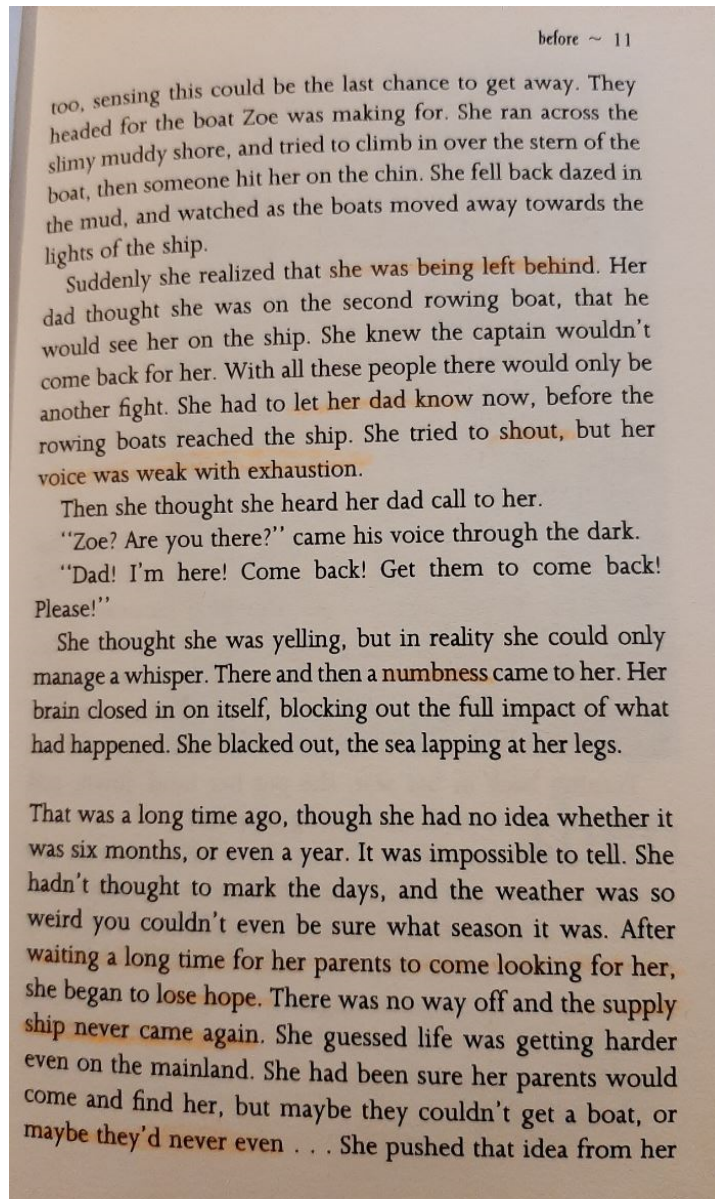 before ~ 11
too, sensing this could be the last chance to get away. They
headed for the boat Zoe was making for. She ran across the
slimy muddy shore, and tried to climb in over the stern of the
boat, then someone hit her on the chin. She fell back dazed in
the mud, and watched as the boats moved away towards the
lights of the ship.
Suddenly she realized that she was being left behind. Her
dad thought she was on the second rowing boat, that he
would see her on the ship. She knew the captain wouldn't
come back for her. With all these people there would only be
another fight. She had to let her dad know now, before the
rowing boats reached the ship. She tried to shout, but her
voice was weak with exhaustion.
Then she thought she heard her dad call to her.
"Zoe? Are you there?" came his voice through the dark.
"Dad! I'm here! Come back! Get them to come back!
Please!"
She thought she was yelling, but in reality she could only
manage a whisper. There and then a numbness came to her. Her
brain closed in on itself, blocking out the full impact of what
had happened. She blacked out, the sea lapping at her legs.
That was a long time ago, though she had no idea whether it
was six months, or even a year. It was impossible to tell. She
hadn't thought to mark the days, and the weather was so
weird you couldn't even be sure what season it was. After
waiting a long time for her parents to come looking for her,
she began to lose hope. There was no way off and the supply
ship never came again. She guessed life was getting harder
even on the mainland. She had been sure her parents would
come and find her, but maybe they couldn't get a boat, or
maybe they'd never even . . . She pushed that idea from her